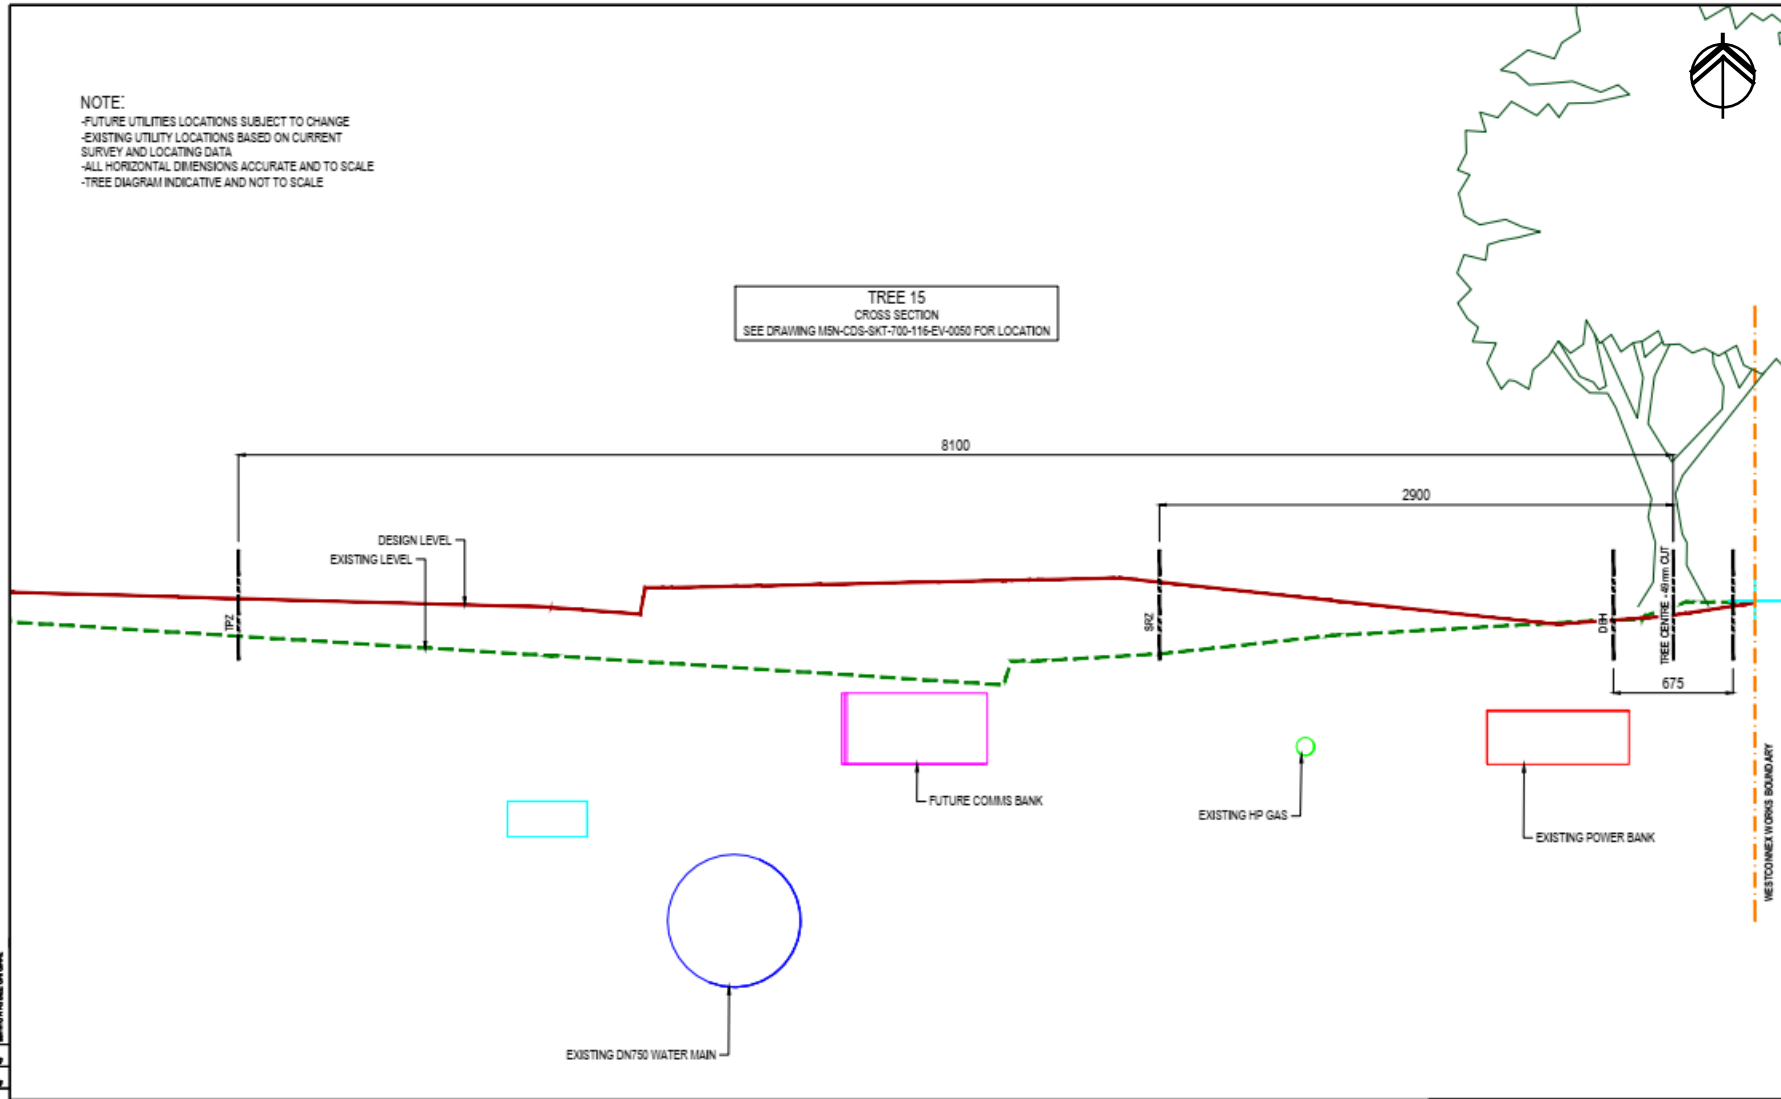 NOTE:
-FUTURE UTILITIES LOCATIONS SUBJECT TO CHANGE
-EXISTING UTILITY LOCATIONS BASED ON CURRENT
SURVEY AND LOCATING DATA
-ALL HORIZONTAL DIMENSIONS ACCURATE AND TO SCALE
-TREE DIAGRAM INDICATIVE AND NOT TO SCALE
TREE 15
CROSS SECTION
SEE DRAWING M5N-CDS-SKT-700-116-EV-0050 FOR LOCATION
8100
2900
DESIGN LEVEL
EXISTING LEVEL
TPZ
SRZ
DBH
TREE CENTRE
CUT
675
FUTURE COMMS BANK
EXISTING HP GAS
EXISTING POWER BANK
WESTCONNEX WORKS BOUNDARY
EXISTING DN750 WATER MAIN